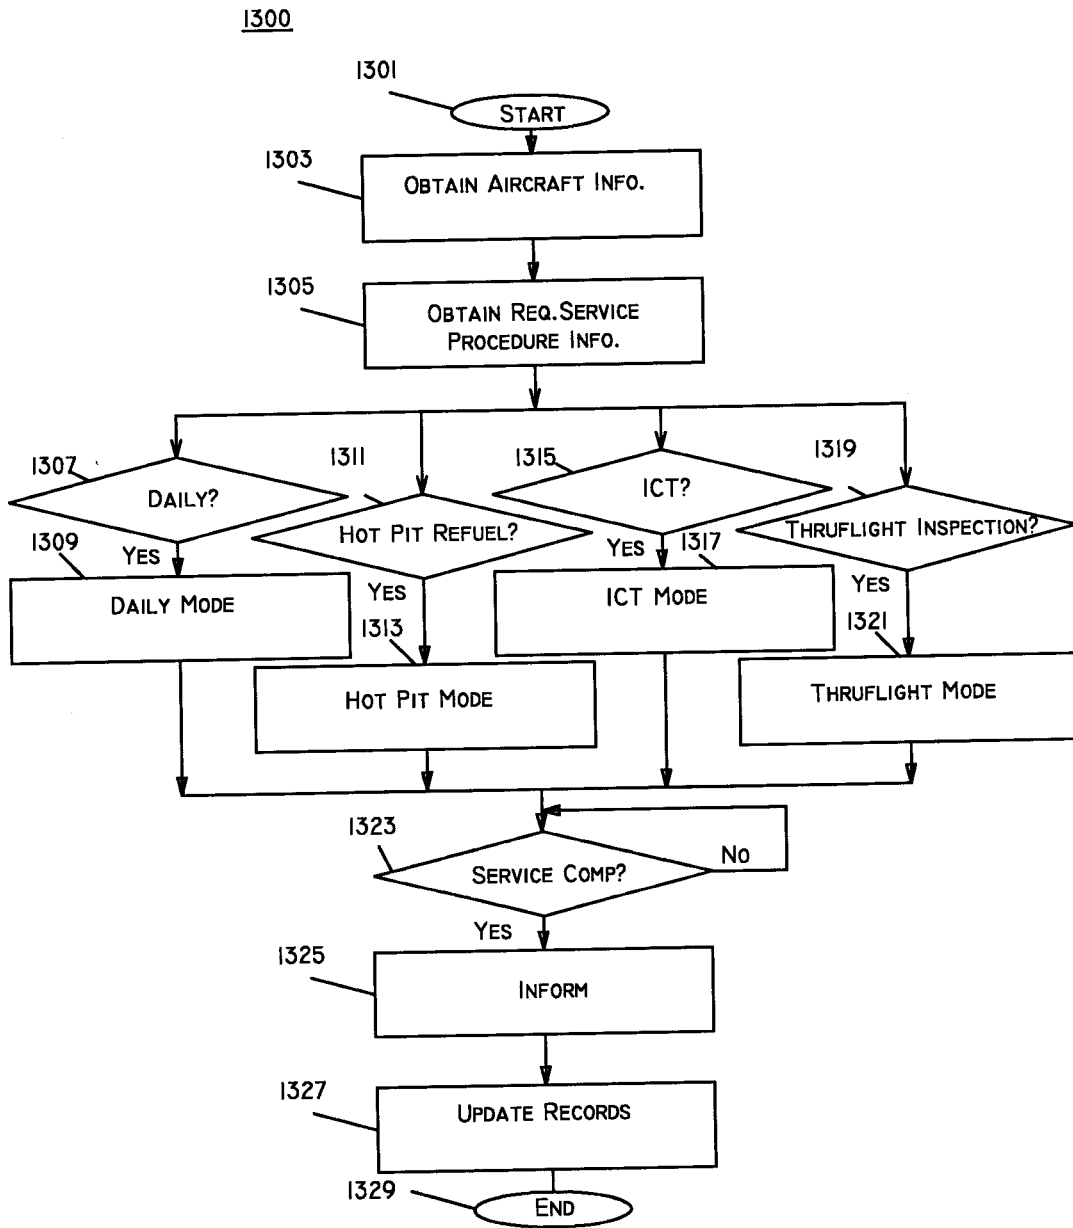 1300
1301
START
1303
OBTAIN AIRCRAFT INFO.
1305
OBTAIN REQ.SERVICE
PROCEDURE INFO.
1307
DAILY?
1311
HOT PIT REFUEL?
1315
ICT?
1319
THRUFLIGHT INSPECTION?
YES
1309
DAILY MODE
YES
1313
HOT PIT MODE
YES
1317
ICT MODE
YES
1321
THRUFLIGHT MODE
1323
SERVICE COMP?
NO
YES
1325
INFORM
1327
UPDATE RECORDS
1329
END